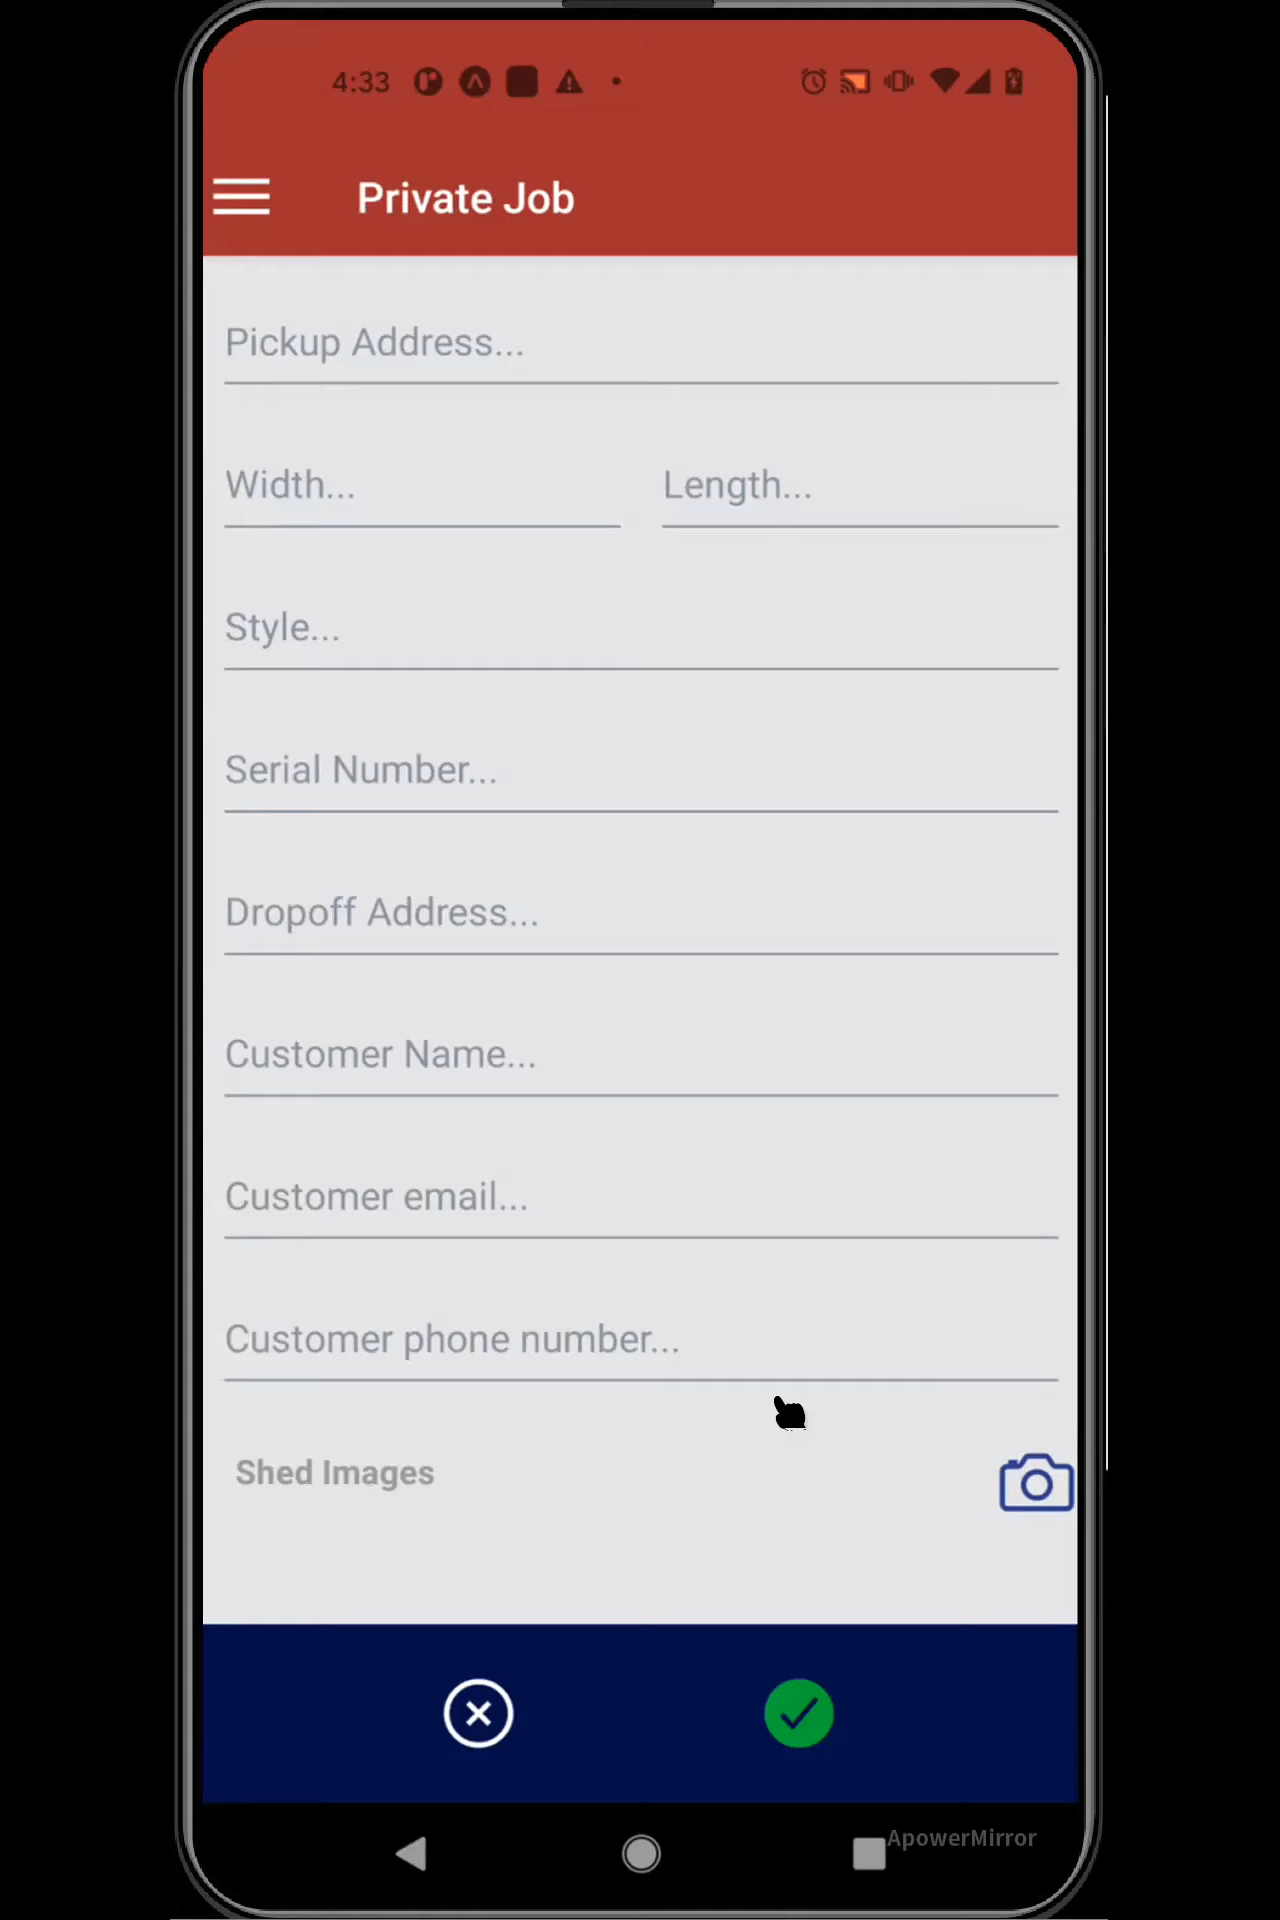 4:33
Private Job
Pickup Address...
Width... Length...
Style...
Serial Number...
Dropoff Address...
Customer Name...
Customer email...
Customer phone number...
Shed Images
ApowerMirror